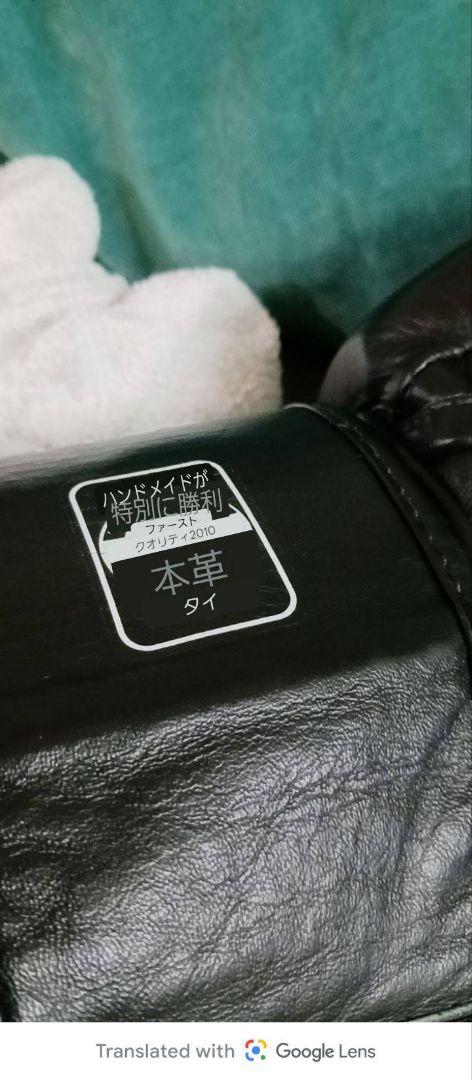 ハンドメイドが
特別に勝利
ファースト
クオリティ2010
本革
タイ
Translated with Google Lens